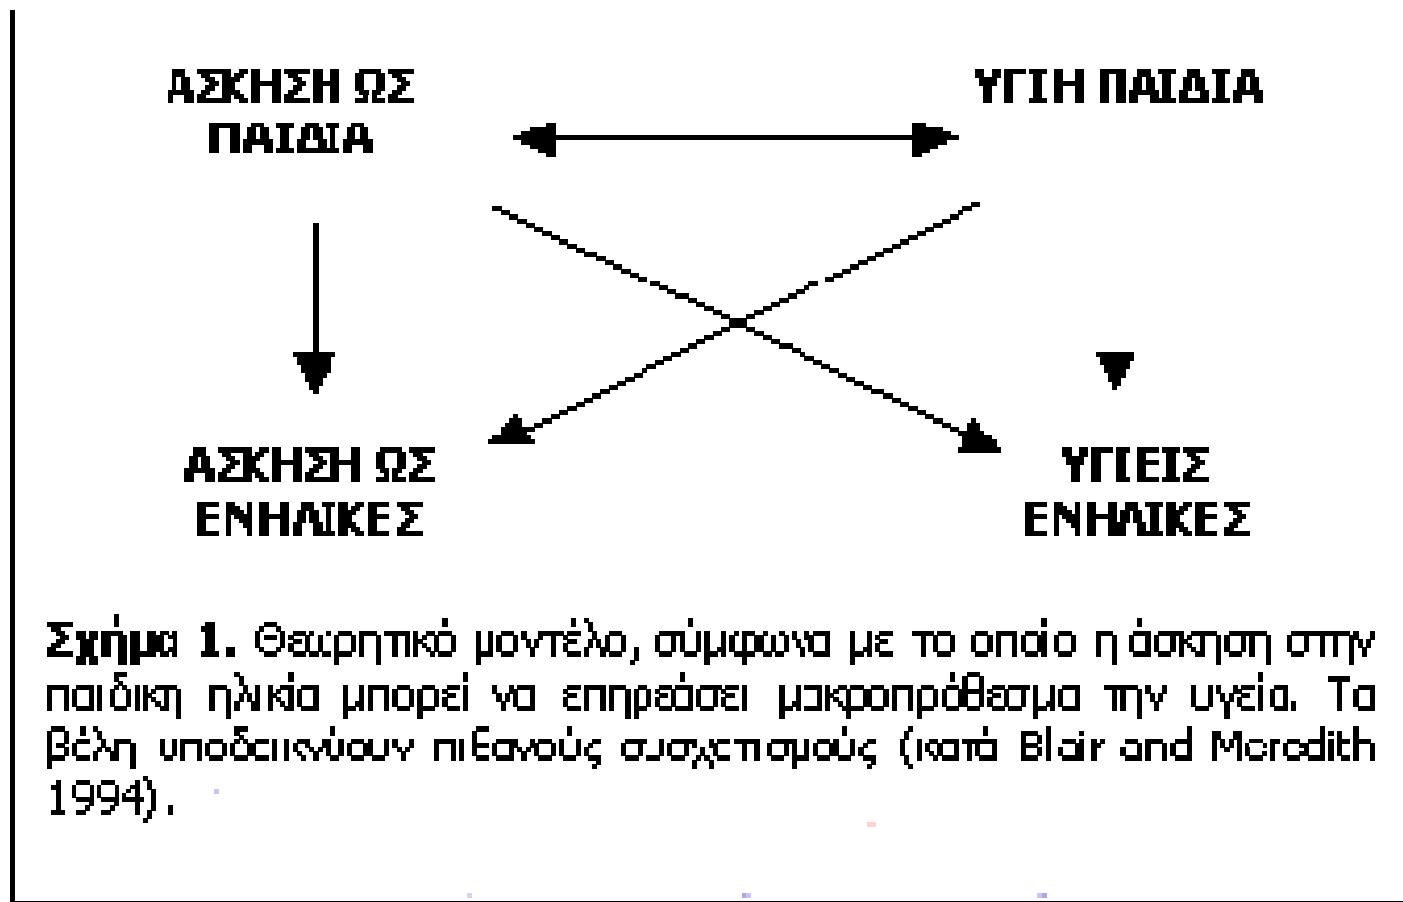 ΑΣΚΗΣΗ ΩΣ
ΠΑΙΔΙΑ
ΥΓΙΗ ΠΑΙΔΙΑ
ΑΣΚΗΣΗ ΩΣ
ΕΝΗΛΙΚΕΣ
ΥΓΙΕΙΣ
ΕΝΗΛΙΚΕΣ
Σχήμα 1. Θεωρητικό μοντέλο, σύμφωνα με το οποίο η άσκηση στην
παιδικη ηλικία μπορεί να επηρεάσει μακροπρόθεσμα την υγεία. Τα
βέλη υποδεικνύουν πιθανούς συσχετισμούς (κατά Blair and Meredith
1994).